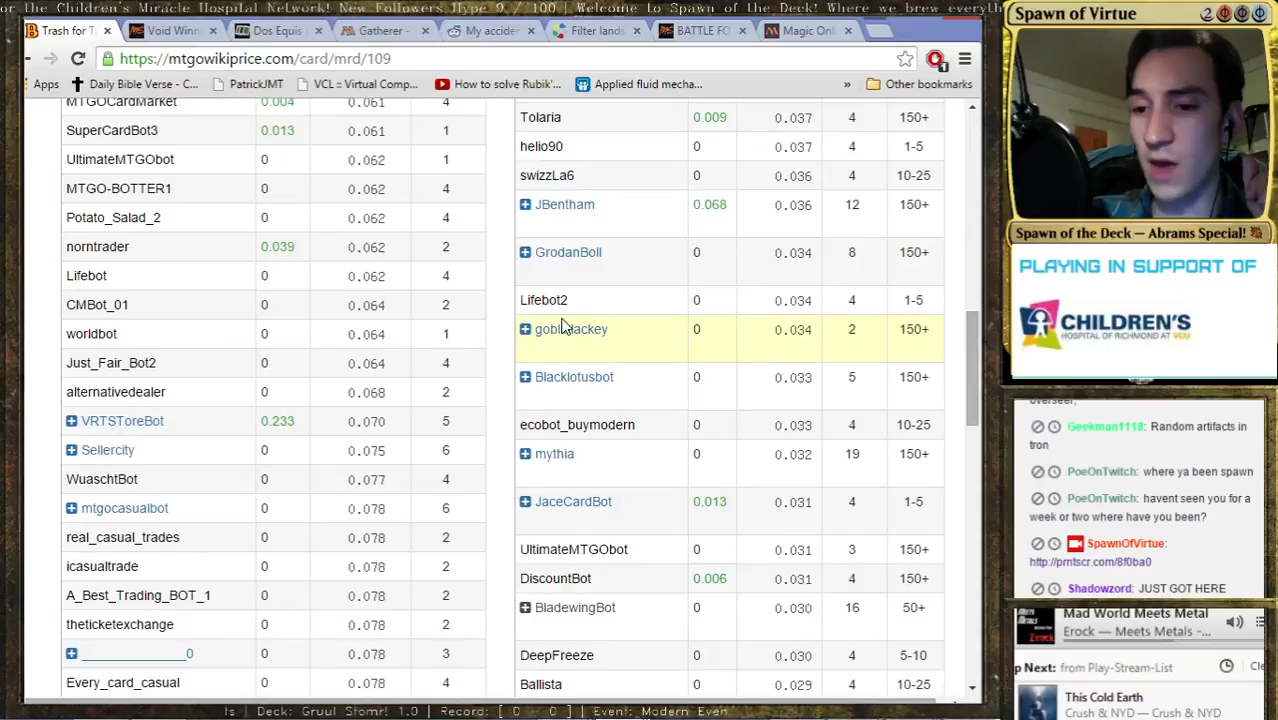 or the Children's Miracle Hospital Network! New Followers Hype 9 / 100 | Welcome to Spawn of the Deck! Where we brew everyth
Trash for T
Void Winn
Dos Equis
Gatherer -
My accider
Filter lands
BATTLE FO
Magic Onl
https://mtgowikiprice.com/card/mrd/109
Apps
Daily Bible Verse - C...
PatrickJMT
VCL :: Virtual Comp...
How to solve Rubik'...
Applied fluid mecha...
»
Other bookmarks
MTGOCardMarket 0.004 0.061 4
SuperCardBot3 0.013 0.061 1
UltimateMTGObot 0 0.062 1
MTGO-BOTTER1 0 0.062 4
Potato_Salad_2 0 0.062 4
norntrader 0.039 0.062 2
Lifebot 0 0.062 4
CMBot_01 0 0.064 2
worldbot 0 0.064 1
Just_Fair_Bot2 0 0.064 4
alternativedealer 0 0.068 2
VRTSToreBot 0.233 0.070 5
Sellercity 0 0.075 6
WuaschtBot 0 0.077 4
mtgocasualbot 0 0.078 6
real_casual_trades 0 0.078 2
icasualtrade 0 0.078 2
A_Best_Trading_BOT_1 0 0.078 2
theticketexchange 0 0.078 2
______________0 0 0.078 3
Every_card_casual 0 0.078 4
Tolaria 0.009 0.037 4 150+
helio90 0 0.037 4 1-5
swizzLa6 0 0.036 4 10-25
JBentham 0.068 0.036 12 150+
GrodanBoll 0 0.034 8 150+
Lifebot2 0 0.034 4 1-5
0 0.034 2 150+
Blacklotusbot 0 0.033 5 150+
ecobot_buymodern 0 0.033 4 10-25
mythia 0 0.032 19 150+
JaceCardBot 0.013 0.031 4 1-5
UltimateMTGObot 0 0.031 3 150+
DiscountBot 0.006 0.031 4 150+
BladewingBot 0 0.030 16 50+
DeepFreeze 0 0.030 4 5-10
Ballista 0 0.029 4 10-25
Spawn of Virtue 2
Spawn of the Deck — Abrams Special!
PLAYING IN SUPPORT OF
CHILDREN'S
HOSPITAL OF RICHMOND AT VCU
overseer,
Geekman1118: Random artifacts in
tron
PoeOnTwitch: where ya been spawn
PoeOnTwitch: havent seen you for a
week or two where have you been?
SpawnOfVirtue:
http://prntscr.com/8f0ba0
Shadowzord: JUST GOT HERE
Mad World Meets Metal
Erock — Meets Metals -...
p Next: from Play-Stream-List
Cle
This Cold Earth
Crush & NYD — Crush & NYD
ls | Deck: Gruul Stomr! 1.0 | Record: [ 0 — 0 ] | Event: Modern Even